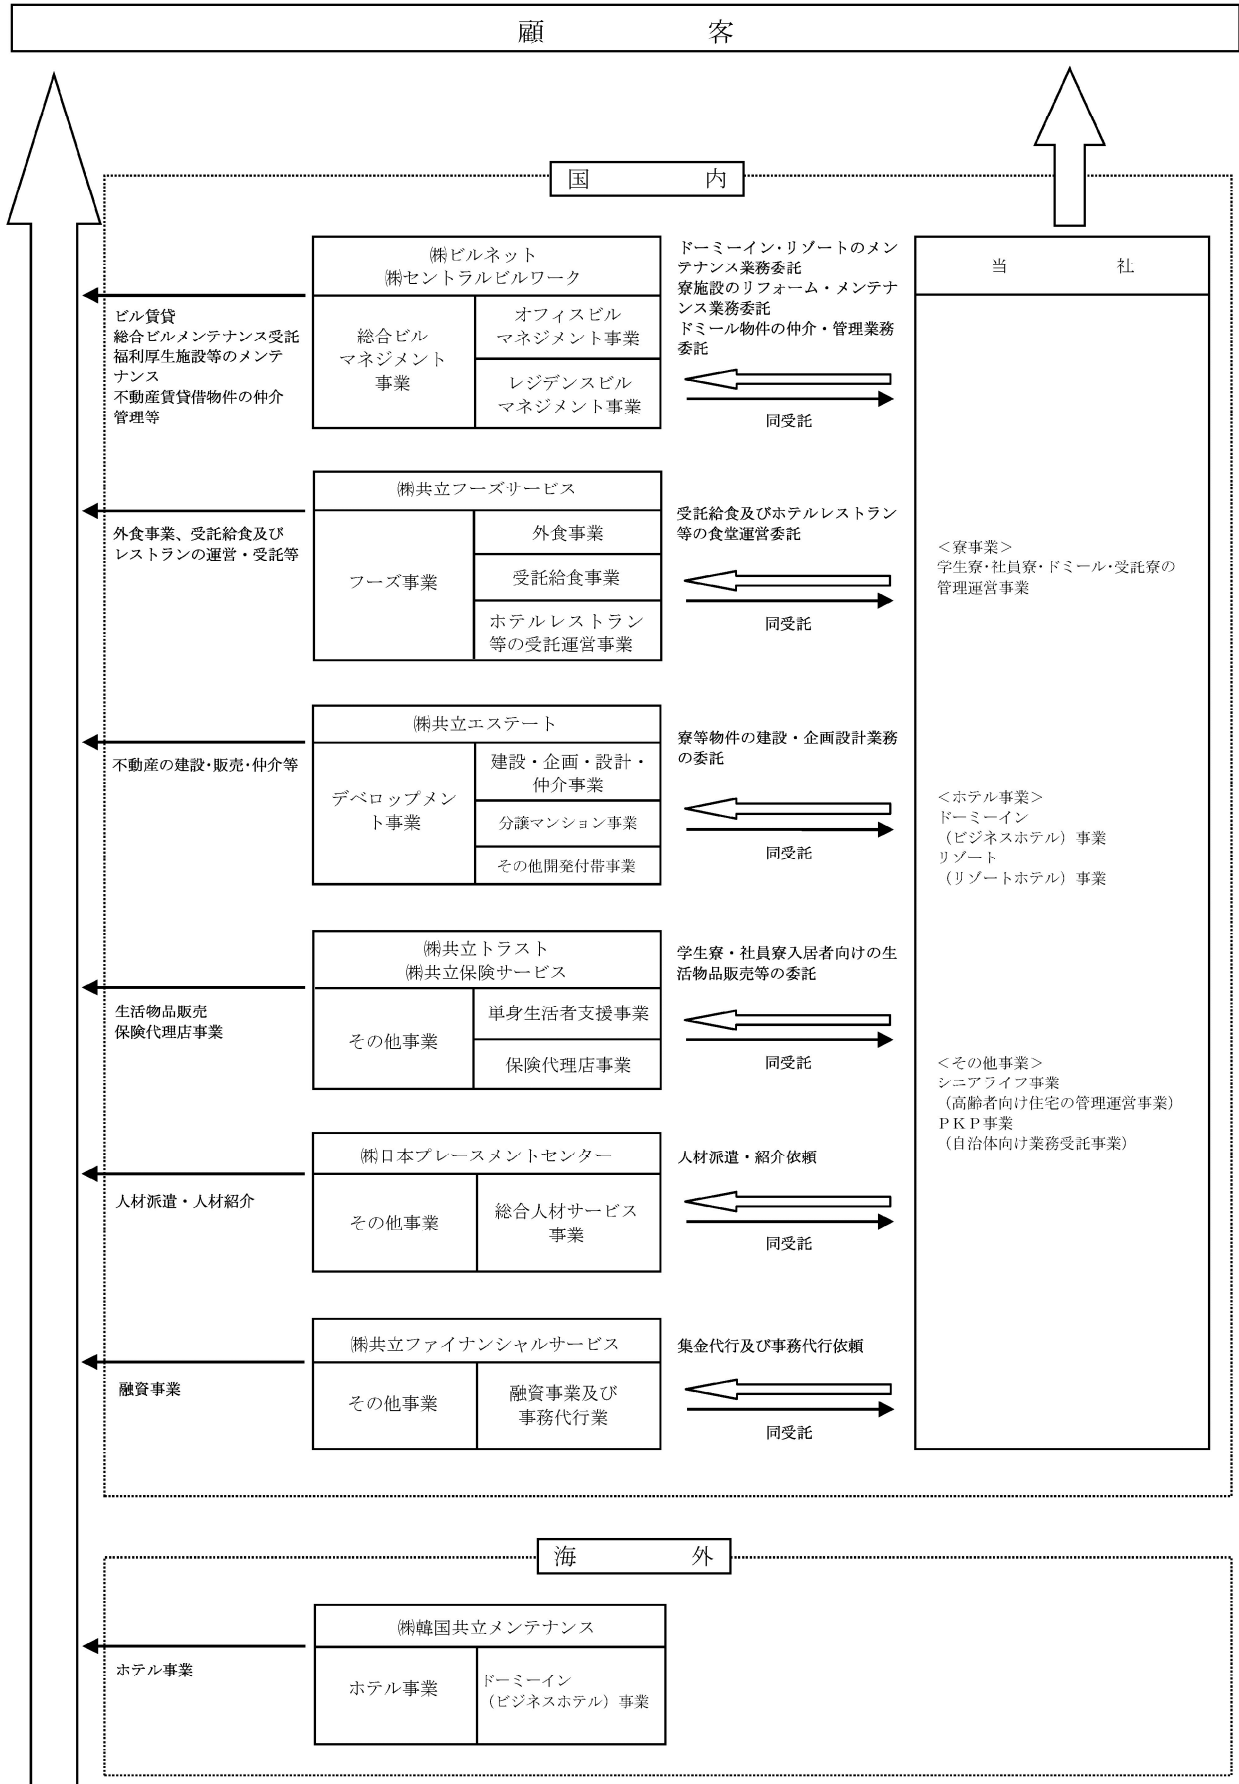 顧客
国内
㈱ビルネット
㈱セントラルビルワーク
総合ビル
マネジメント
事業
オフィスビル
マネジメント事業
レジデンスビル
マネジメント事業
ビル賃貸
総合ビルメンテナンス受託
福利厚生施設等のメンテ
ナンス
不動産賃貸借物件の仲介
管理等
ドーミーイン･リゾートのメン
テナンス業務委託
寮施設のリフォーム・メンテナ
ンス業務委託
ドミール物件の仲介・管理業務
委託
同受託
当社
㈱共立フーズサービス
フーズ事業
外食事業
受託給食事業
ホテルレストラン
等の受託運営事業
外食事業、受託給食及び
レストランの運営・受託等
受託給食及びホテルレストラン
等の食堂運営委託
同受託
＜寮事業＞
学生寮･社員寮･ドミール･受託寮の
管理運営事業
㈱共立エステート
デベロップメン
ト事業
建設・企画・設計・
仲介事業
分譲マンション事業
その他開発付帯事業
不動産の建設･販売･仲介等
寮等物件の建設・企画設計業務
の委託
同受託
＜ホテル事業＞
ドーミーイン
（ビジネスホテル）事業
リゾート
（リゾートホテル）事業
㈱共立トラスト
㈱共立保険サービス
その他事業
単身生活者支援事業
保険代理店事業
生活物品販売
保険代理店事業
学生寮・社員寮入居者向けの生
活物品販売等の委託
同受託
＜その他事業＞
シニアライフ事業
（高齢者向け住宅の管理運営事業）
ＰＫＰ事業
（自治体向け業務受託事業）
㈱日本プレースメントセンター
その他事業
総合人材サービス
事業
人材派遣・人材紹介
人材派遣・紹介依頼
同受託
㈱共立ファイナンシャルサービス
その他事業
融資事業及び
事務代行業
融資事業
集金代行及び事務代行依頼
同受託
海外
㈱韓国共立メンテナンス
ホテル事業
ドーミーイン
（ビジネスホテル）事業
ホテル事業